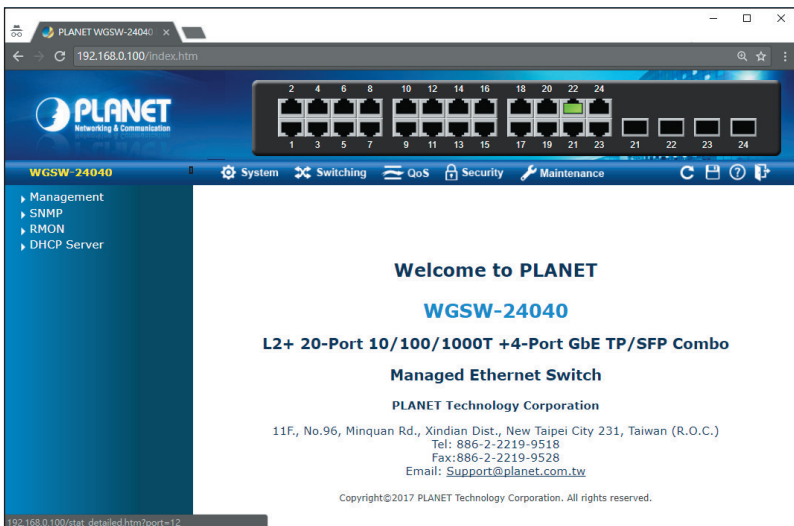 PLANET WGSW-24040
192.168.0.100/index.htm
PLANET
Networking & Communication
2 4 6 8 10 12 14 16 18 20 22 24
1 3 5 7 9 11 13 15 17 19 21 23 21 22 23 24
WGSW-24040
System Switching QoS Security Maintenance
Management
SNMP
RMON
DHCP Server
Welcome to PLANET
WGSW-24040
L2+ 20-Port 10/100/1000T +4-Port GbE TP/SFP Combo
Managed Ethernet Switch
PLANET Technology Corporation
11F., No.96, Minquan Rd., Xindian Dist., New Taipei City 231, Taiwan (R.O.C.)
Tel: 886-2-2219-9518
Fax:886-2-2219-9528
Email: Support@planet.com.tw
Copyright©2017 PLANET Technology Corporation. All rights reserved.
192.168.0.100/stat_detailed.htm?port=12